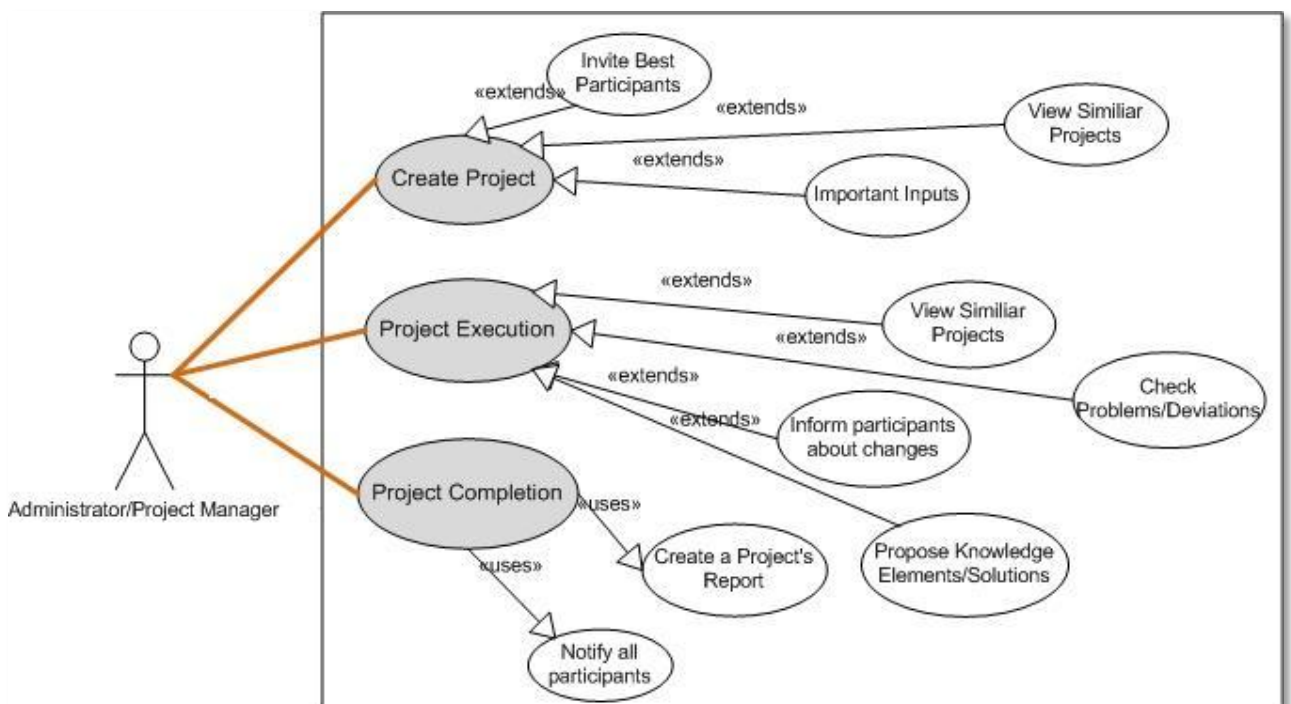 Invite Best
Participants
«extends»
«extends»
View Similiar
Projects
«extends»
Create Project
Important Inputs
«extends»
View Similiar
Projects
Project Execution
«extends»
«extends»
Check
Problems/Deviations
«extends»
Inform participants
about changes
Project Completion
«uses»
Administrator/Project Manager
Create a Project's
Report
Propose Knowledge
Elements/Solutions
«uses»
Notify all
participants